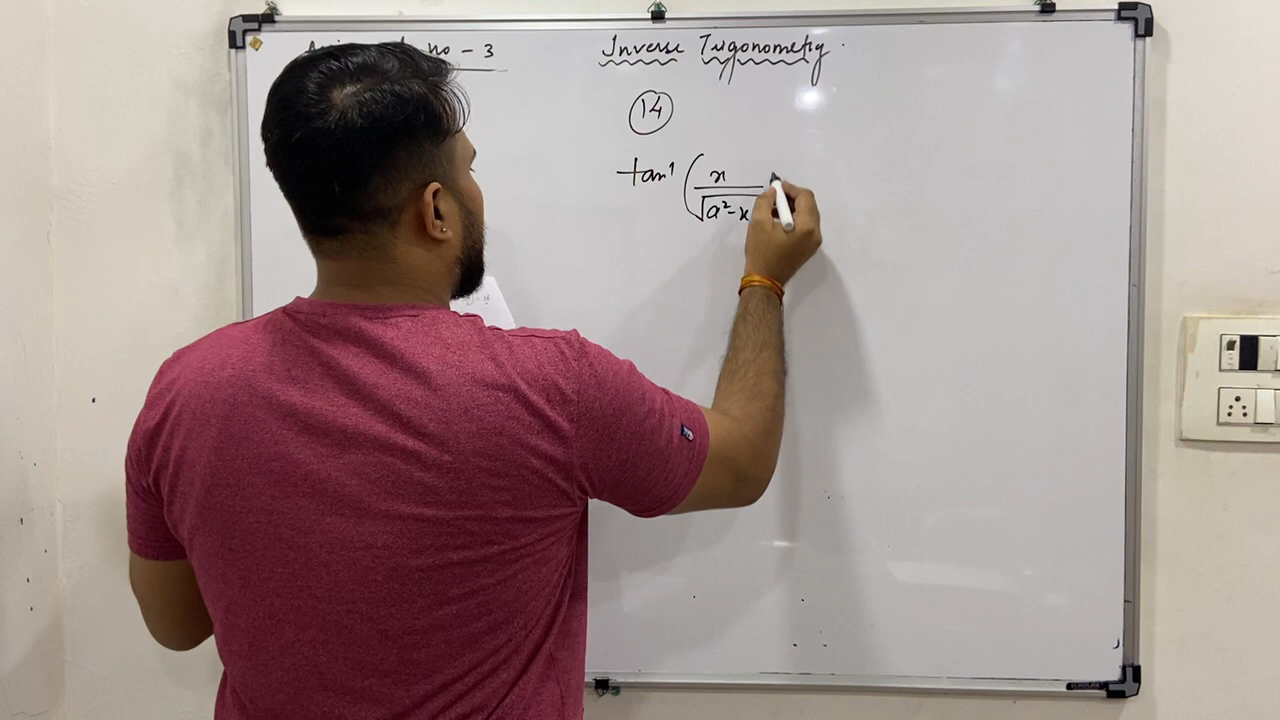 no - 3
Inverse Trigonometry.
14
tan⁻¹ (x
√a²-x